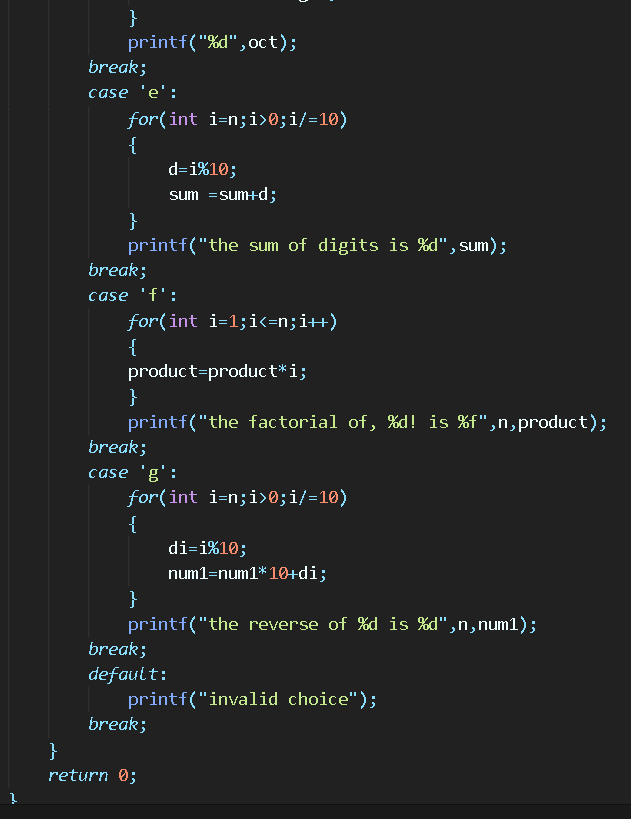 }
printf("%d",oct);
break;
case 'e':
for(int i=n;i>0;i/=10)
{
d=i%10;
sum =sum+d;
}
printf("the sum of digits is %d",sum);
break;
case 'f':
for(int i=1;i<=n;i++)
{
product=product*i;
}
printf("the factorial of, %d! is %f",n,product);
break;
case 'g':
for(int i=n;i>0;i/=10)
{
di=i%10;
num1=num1*10+di;
}
printf("the reverse of %d is %d",n,num1);
break;
default:
printf("invalid choice");
break;
}
return 0;
}